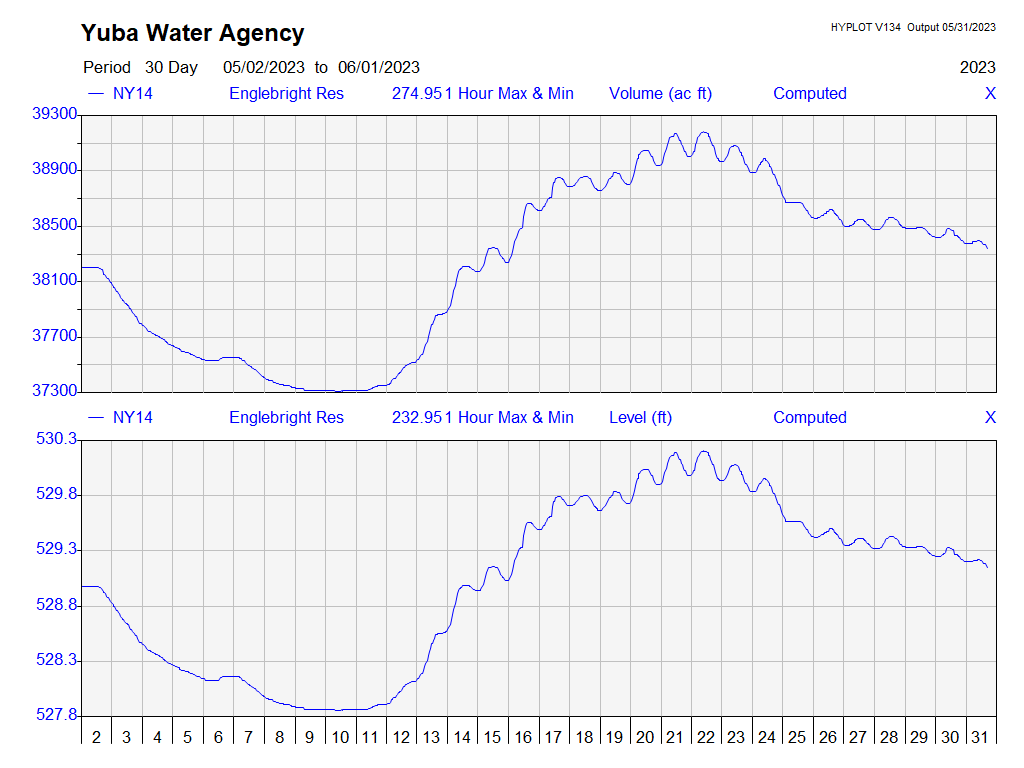 Yuba Water Agency
HYPLOT V134 Output 05/31/2023
Period 30 Day 05/02/2023 to 06/01/2023 2023
NY14 Englebright Res 274.951 Hour Max & Min Volume (ac ft) Computed X
39300
38900
38500
38100
37700
37300
NY14 Englebright Res 232.951 Hour Max & Min Level (ft) Computed X
530.3
529.8
529.3
528.8
528.3
527.8
2 3 4 5 6 7 8 9 10 11 12 13 14 15 16 17 18 19 20 21 22 23 24 25 26 27 28 29 30 31